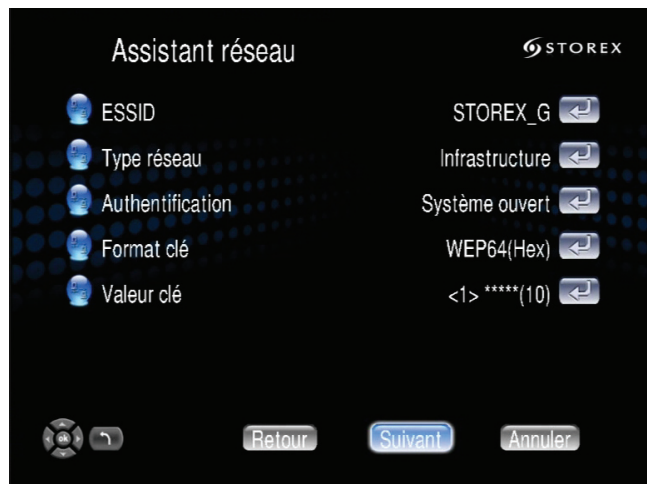 Assistant réseau
STOREX
ESSID STOREX_G
Type réseau Infrastructure
Authentification Système ouvert
Format clé WEP64(Hex)
Valeur clé <1> *****(10)
ok Retour Suivant Annuler